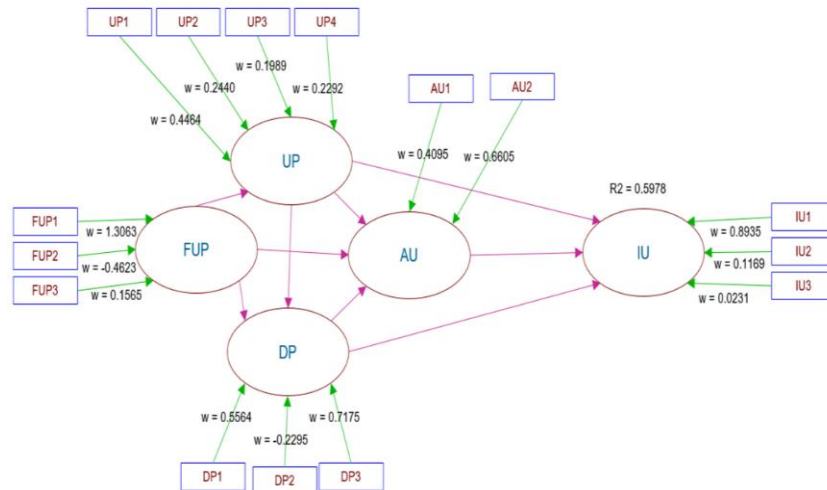 UP1 UP2 UP3 UP4
w = 0.1989
w = 0.2440
w = 0.2292
w = 0.4464
AU1 AU2
w = 0.4095 w = 0.6605
UP
R2 = 0.5978
FUP1
w = 1.3063
FUP2
w = -0.4623
FUP3
w = 0.1565
FUP
AU
IU
IU1
w = 0.8935
IU2
w = 0.1169
IU3
w = 0.0231
DP
w = 0.5564 w = 0.7175
w = -0.2295
DP1 DP2 DP3